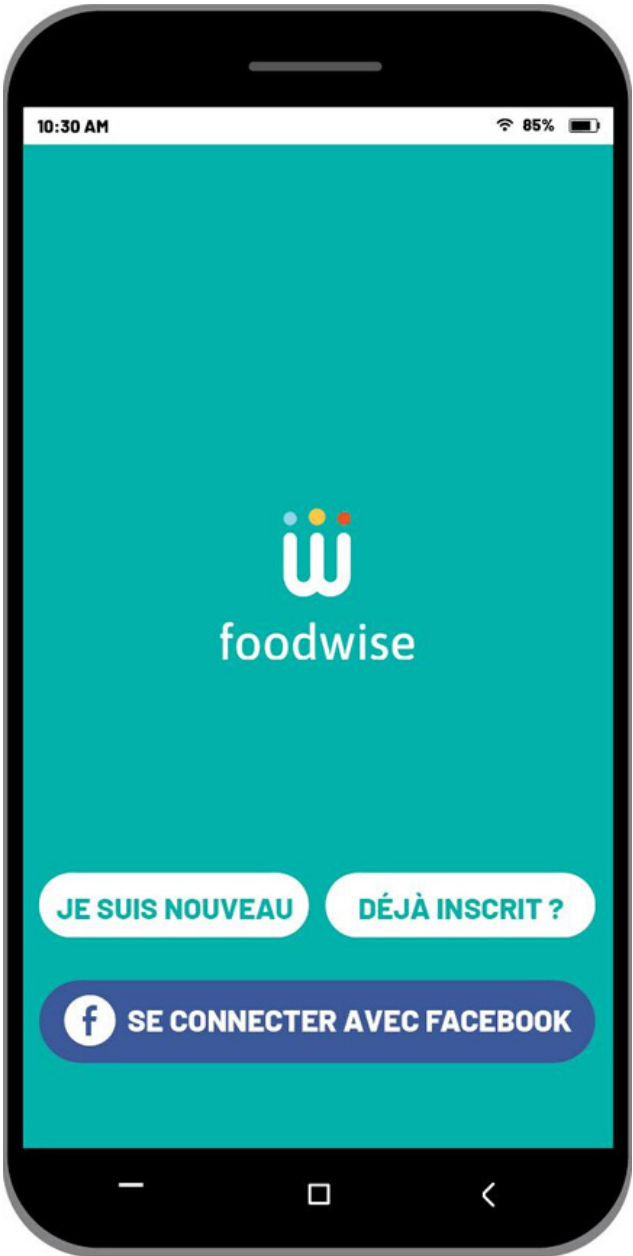 10:30 AM 85%
foodwise
JE SUIS NOUVEAU
DÉJÀ INSCRIT ?
f SE CONNECTER AVEC FACEBOOK